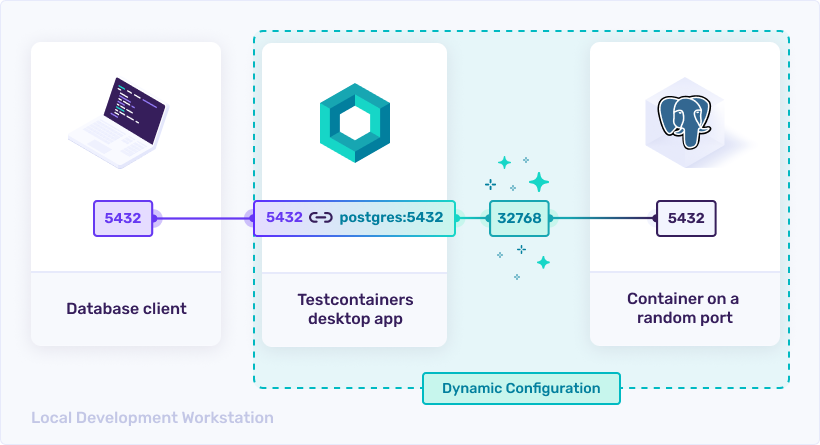 5432
5432 postgres:5432
32768
5432
Database client
Testcontainers
desktop app
Container on a
random port
Dynamic Configuration
Local Development Workstation